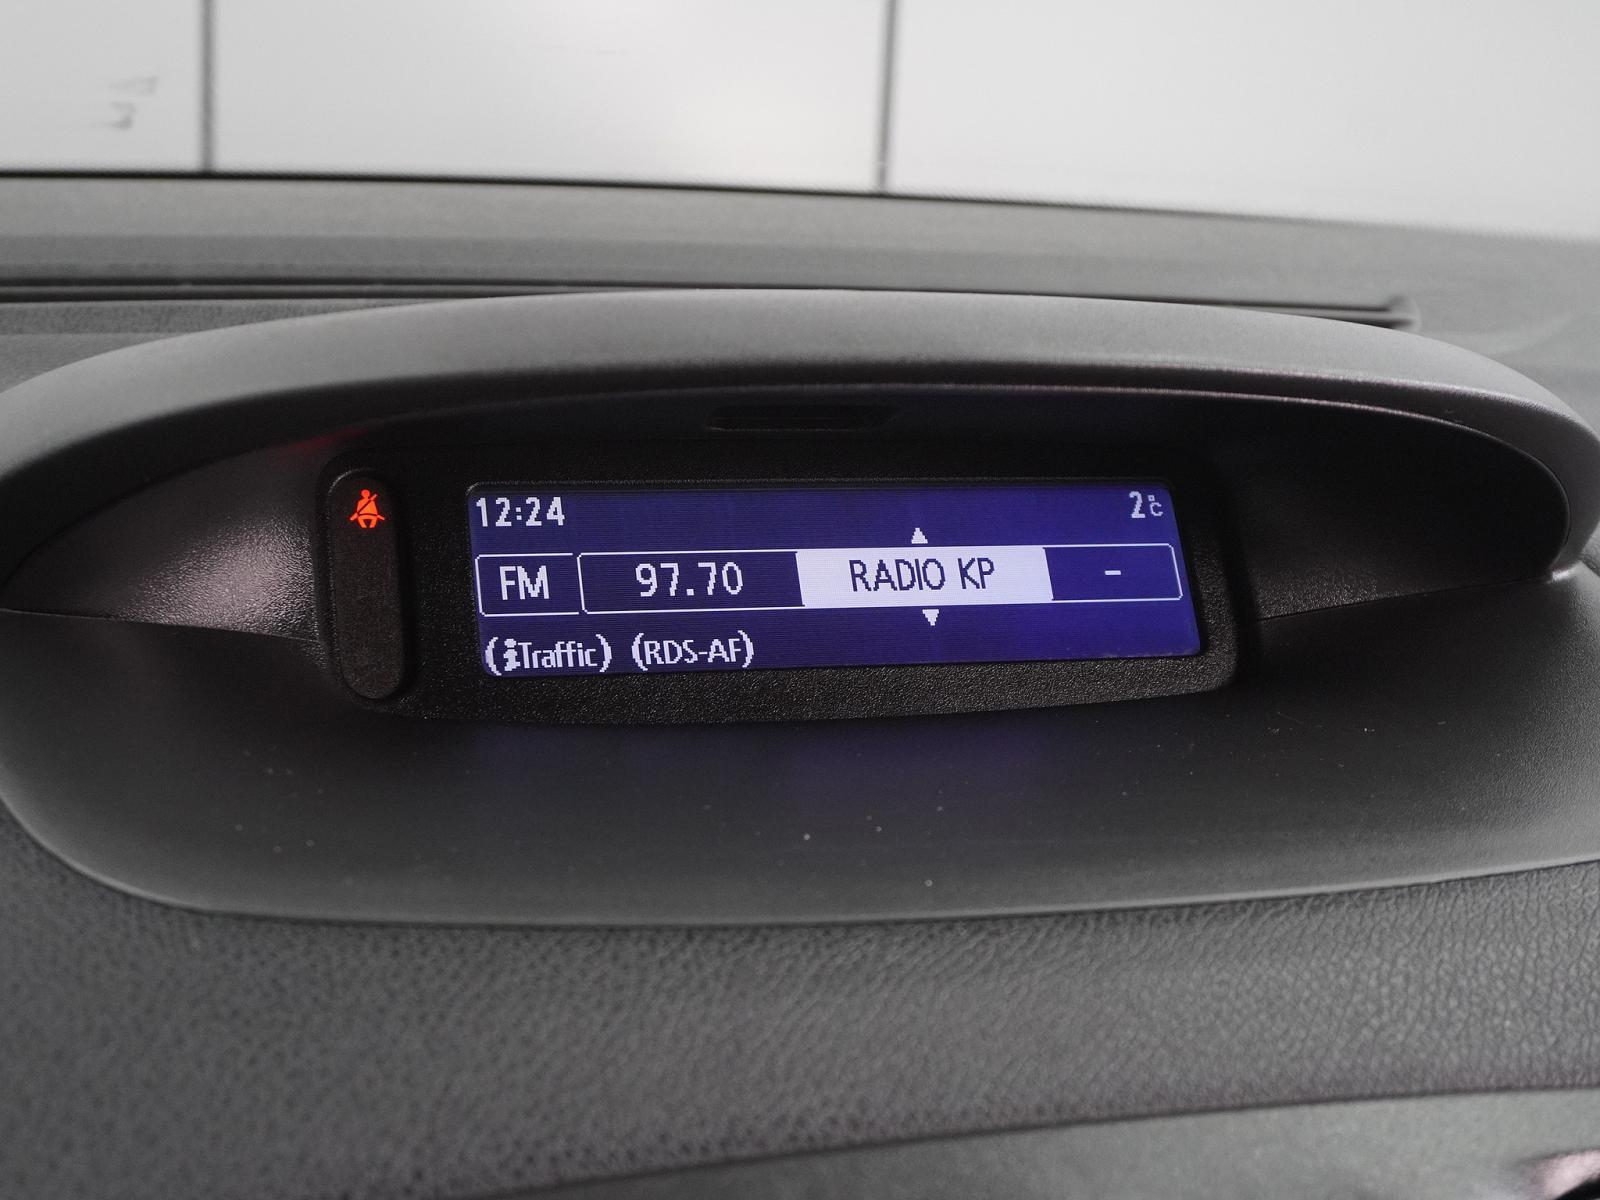 12:24 2°C
FM 97.70 RADIO KP -
(iTraffic) (RDS-AF)